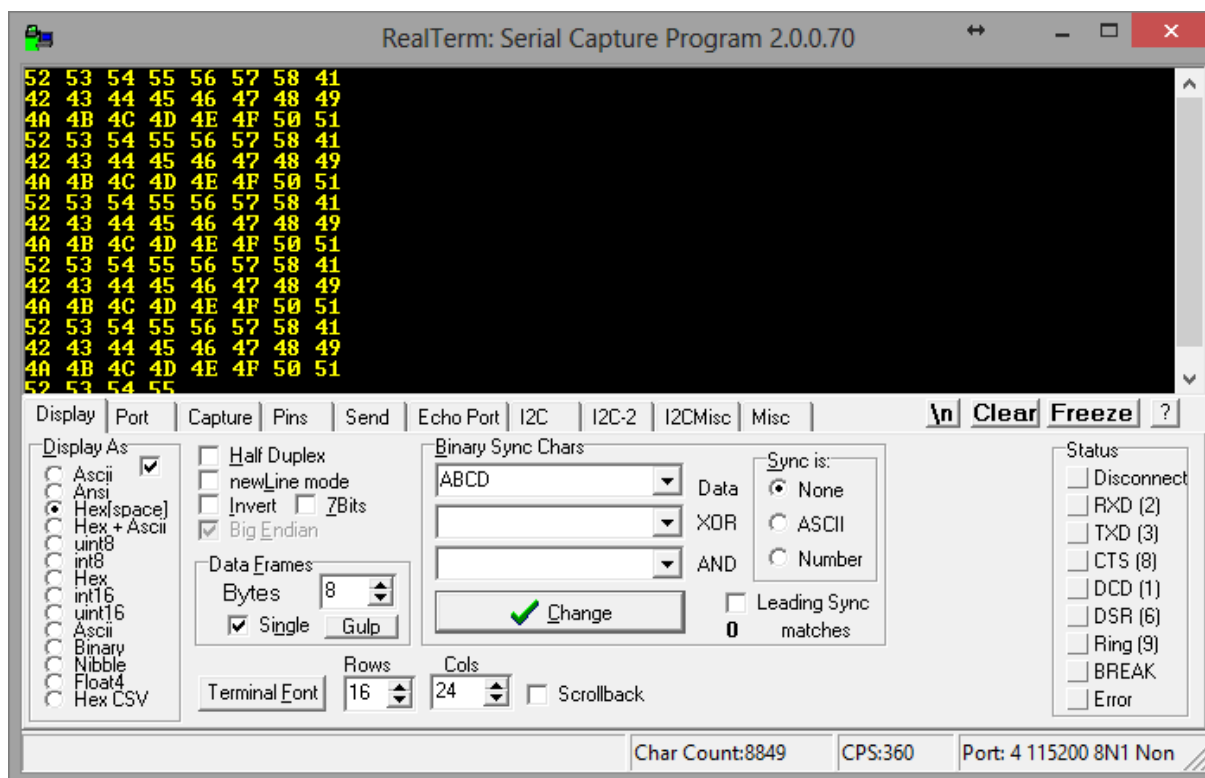 RealTerm: Serial Capture Program 2.0.0.70
52 53 54 55 56 57 58 41
42 43 44 45 46 47 48 49
4A 4B 4C 4D 4E 4F 50 51
52 53 54 55 56 57 58 41
42 43 44 45 46 47 48 49
4A 4B 4C 4D 4E 4F 50 51
52 53 54 55 56 57 58 41
42 43 44 45 46 47 48 49
4A 4B 4C 4D 4E 4F 50 51
52 53 54 55 56 57 58 41
42 43 44 45 46 47 48 49
4A 4B 4C 4D 4E 4F 50 51
52 53 54 55 56 57 58 41
42 43 44 45 46 47 48 49
4A 4B 4C 4D 4E 4F 50 51
52 53 54 55
Display Port Capture Pins Send Echo Port I2C I2C-2 I2CMisc Misc \n Clear Freeze ?
Display As
Ascii
Ansi
Hex[space]
Hex + Ascii
uint8
int8
Hex
int16
uint16
Ascii
Binary
Nibble
Float4
Hex CSV
Half Duplex
newLine mode
Invert 7Bits
Big Endian
Data Frames
Bytes 8
Single Gulp
Terminal Font
Rows
16
Cols
24
Scrollback
Binary Sync Chars
ABCD Data
XOR
AND
Change
Sync is:
None
ASCII
Number
Leading Sync
0 matches
Status
Disconnect
RXD (2)
TXD (3)
CTS (8)
DCD (1)
DSR (6)
Ring (9)
BREAK
Error
Char Count:8849 CPS:360 Port: 4 115200 8N1 Non